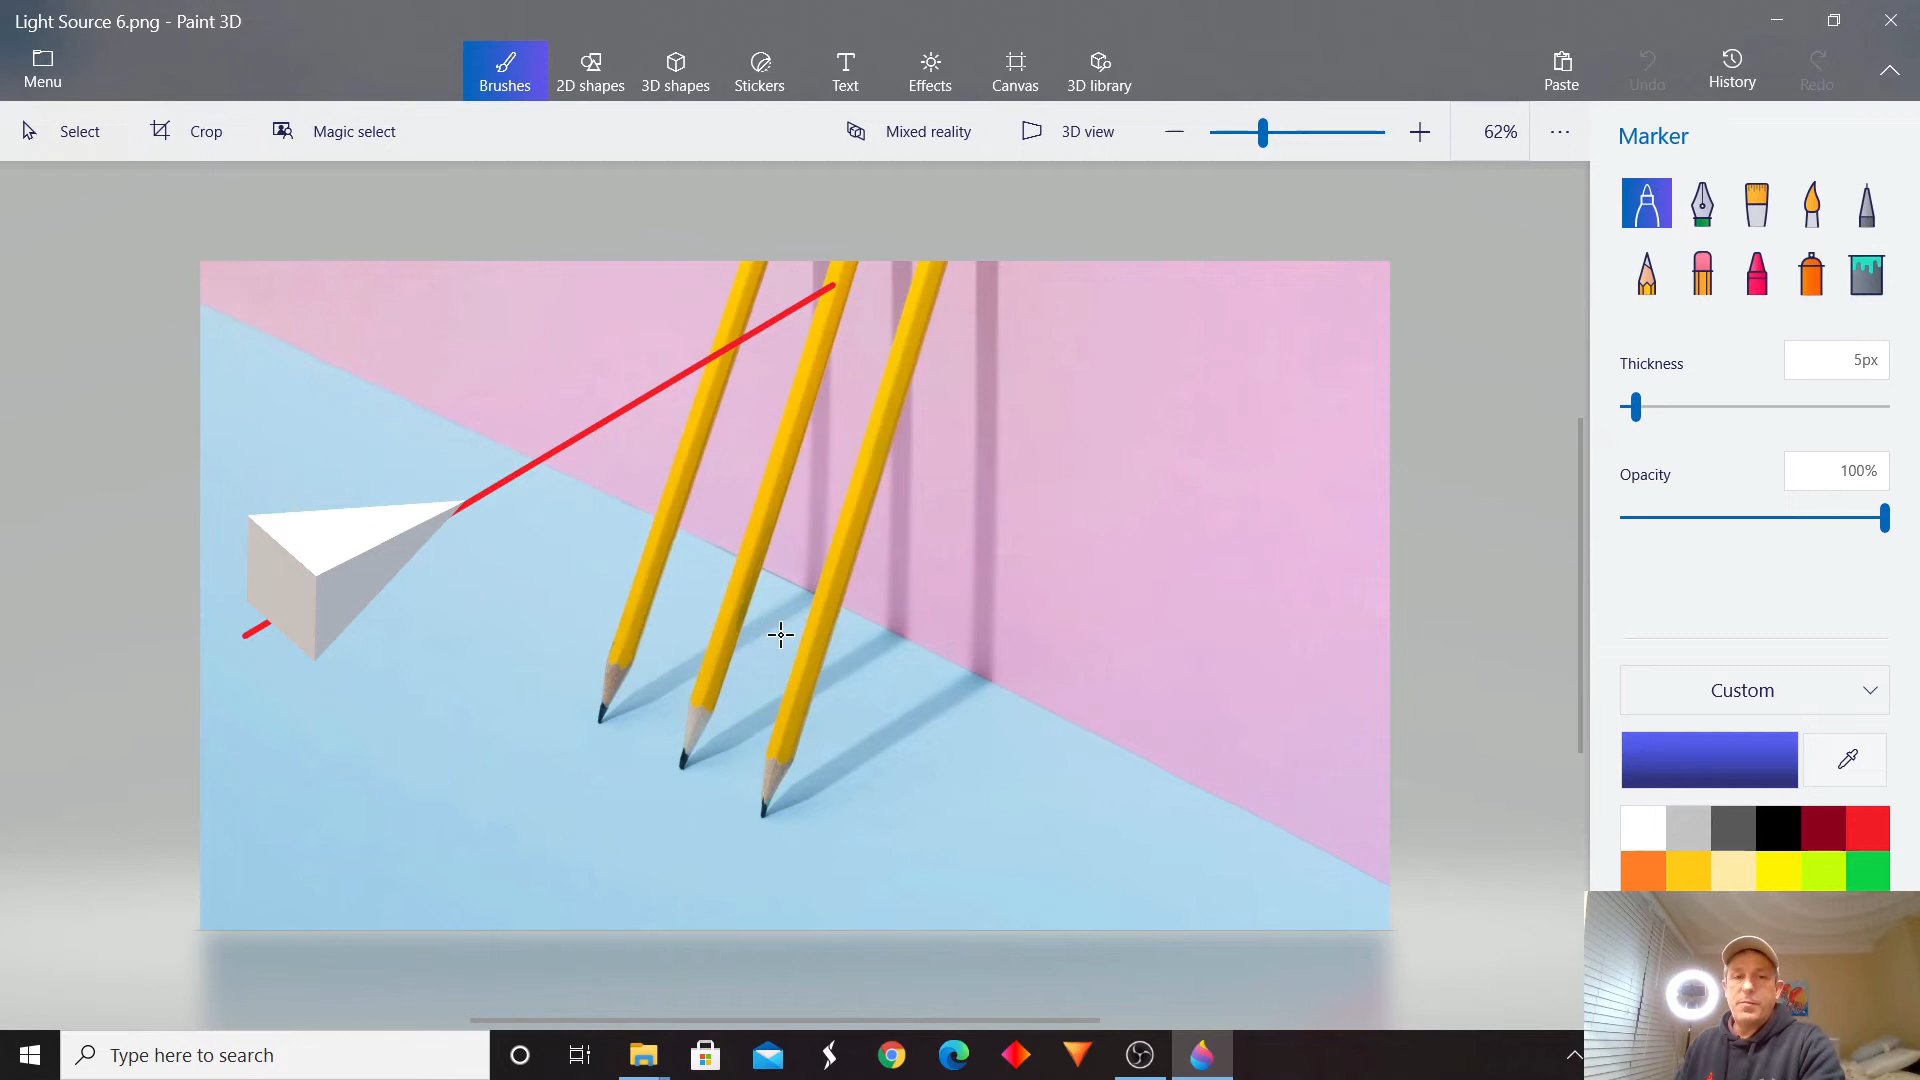 Light Source 6.png - Paint 3D
Menu
Brushes
2D shapes
3D shapes
Stickers
Text
Effects
Canvas
3D library
Paste
Undo
History
Redo
Select
Crop
Magic select
Mixed reality
3D view
62%
Marker
Thickness
5px
Opacity
100%
Custom
Type here to search